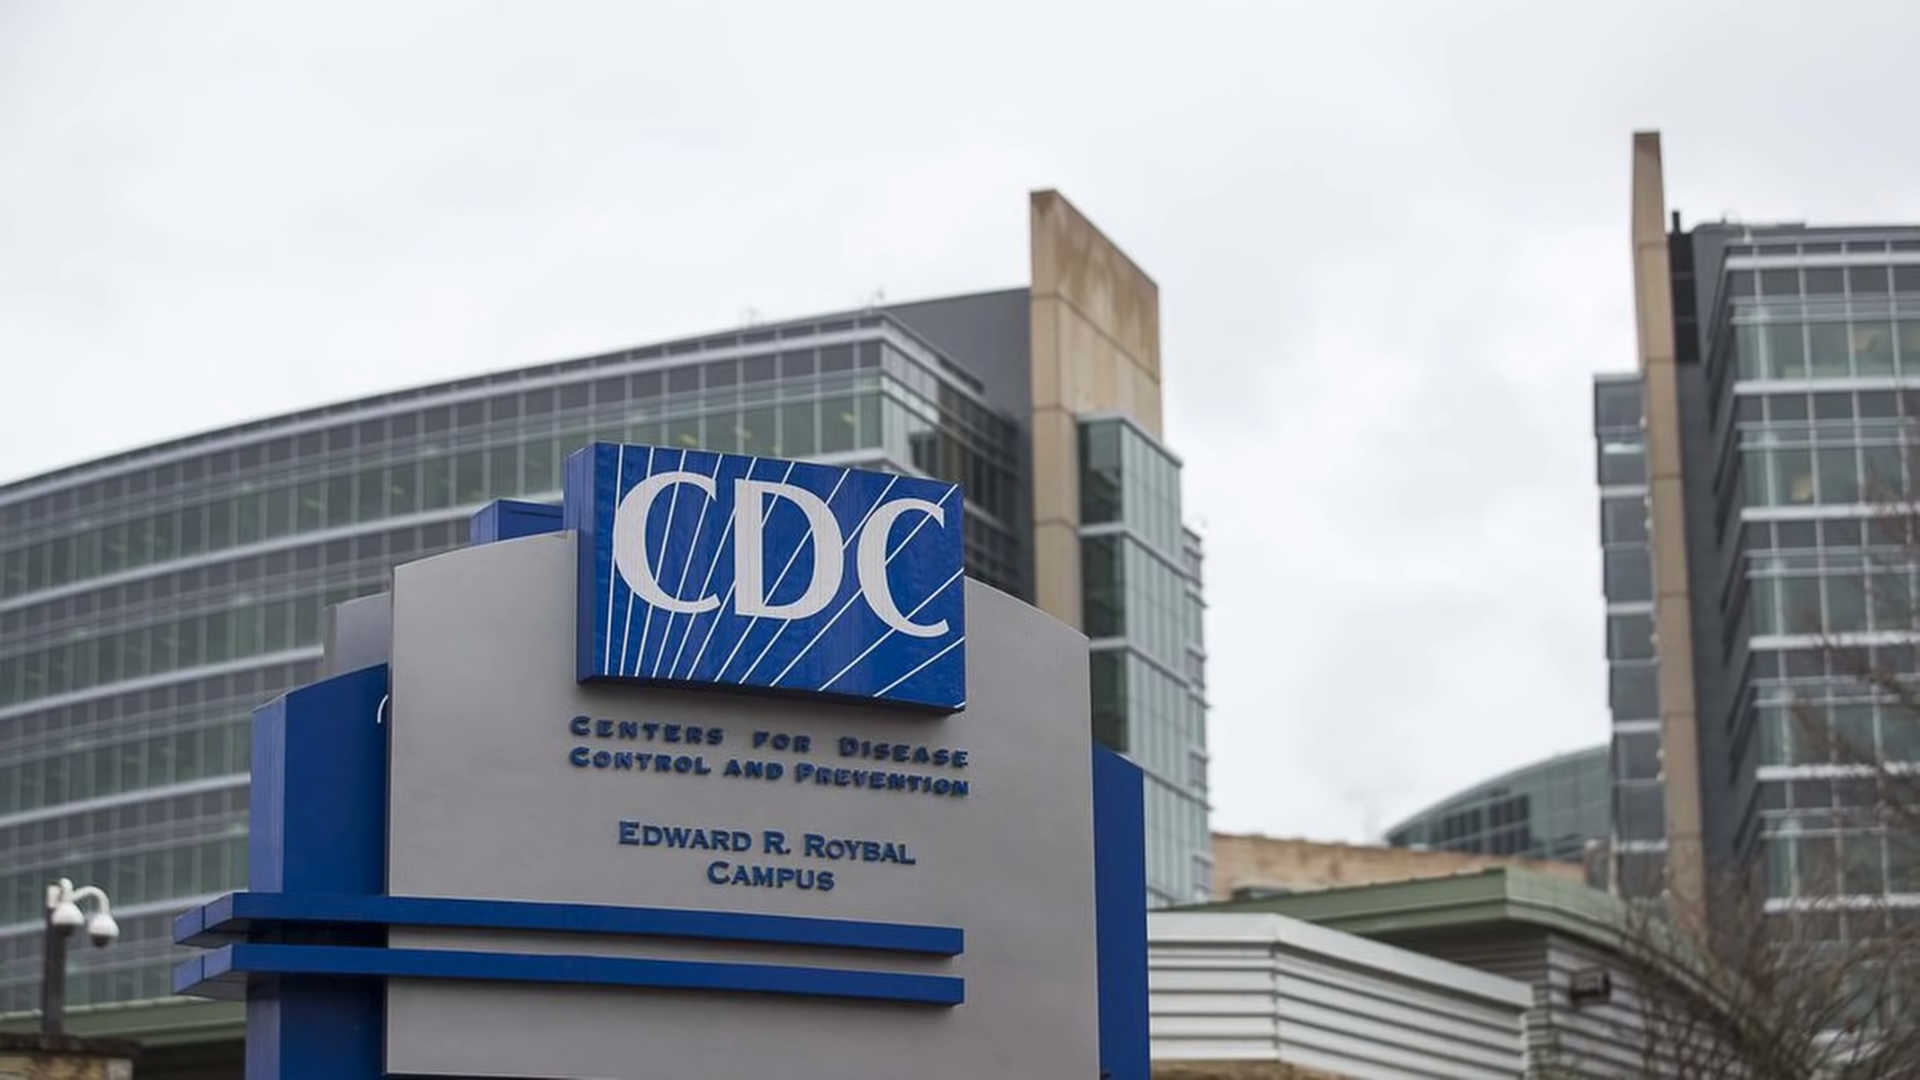 CDC
CENTERS FOR DISEASE
CONTROL AND PREVENTION
EDWARD R. ROYBAL
CAMPUS